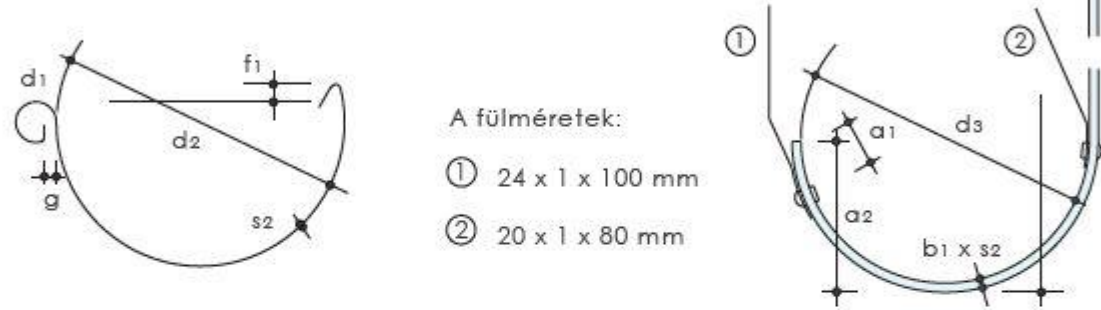 d1
f1
d2
g
s2
A fülméretek:
① 24 x 1 x 100 mm
② 20 x 1 x 80 mm
①
②
a1
d3
a2
b1 x s2